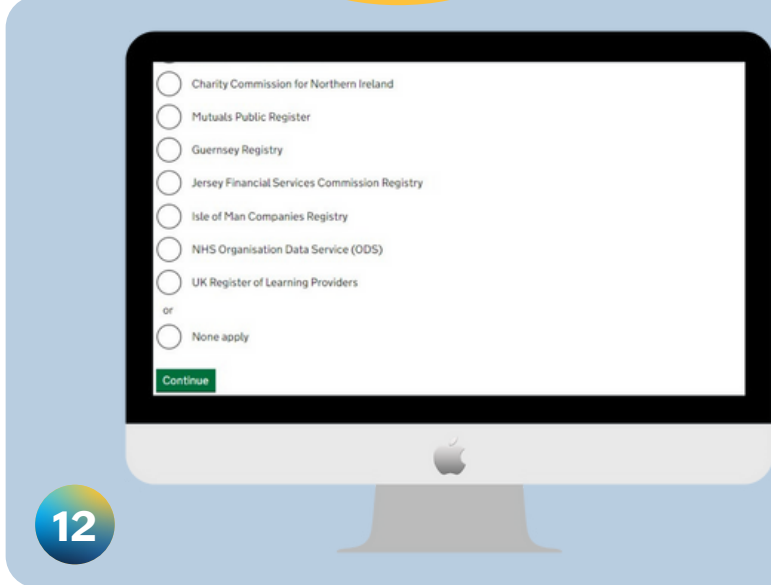 Charity Commission for Northern Ireland
Mutuals Public Register
Guernsey Registry
Jersey Financial Services Commission Registry
Isle of Man Companies Registry
NHS Organisation Data Service (ODS)
UK Register of Learning Providers
or
None apply
Continue
12